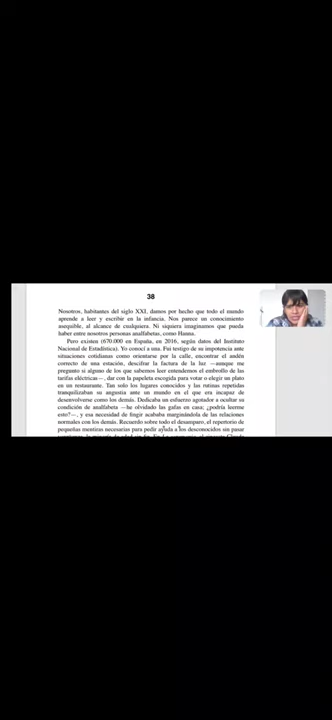 38
Nosotros, habitantes del siglo XXI, damos por hecho que todo el mundo
aprende a leer y escribir en la infancia. Nos parece un conocimiento
asequible, al alcance de cualquiera. Ni siquiera imaginamos que pueda
haber entre nosotros personas analfabetas, como Hanna.
Pero existen (670.000 en España, en 2016, según datos del Instituto
Nacional de Estadística). Yo conocí a una. Fui testigo de su impotencia ante
situaciones cotidianas como orientarse por la calle, encontrar el andén
correcto de una estación, descifrar la factura de la luz —aunque me
pregunto si alguno de los que sabemos leer entendemos el embrollo de las
tarifas eléctricas—, dar con la papeleta escogida para votar o elegir un plato
en un restaurante. Tan solo los lugares conocidos y las rutinas repetidas
tranquilizaban su angustia ante un mundo en el que era incapaz de
desenvolverse como los demás. Dedicaba un esfuerzo agotador a ocultar su
condición de analfabeta —he olvidado las gafas en casa; ¿podría leerme
esto?—, y esa necesidad de fingir acababa marginándola de las relaciones
normales con los demás. Recuerdo sobre todo el desamparo, el repertorio de
pequeñas mentiras necesarias para pedir ayuda a los desconocidos sin pasar